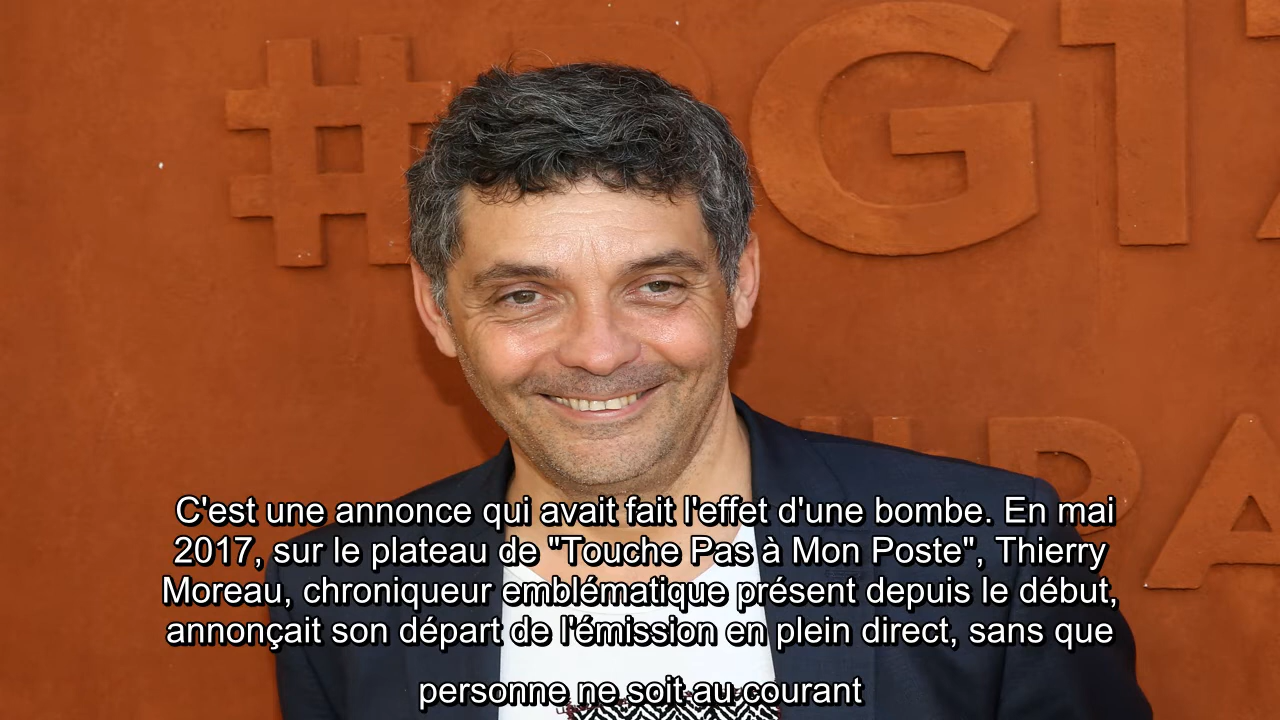 #RG17
PA
C'est une annonce qui avait fait l'effet d'une bombe. En mai
2017, sur le plateau de "Touche Pas à Mon Poste", Thierry
Moreau, chroniqueur emblématique présent depuis le début,
annonçait son départ de l'émission en plein direct, sans que
personne ne soit au courant